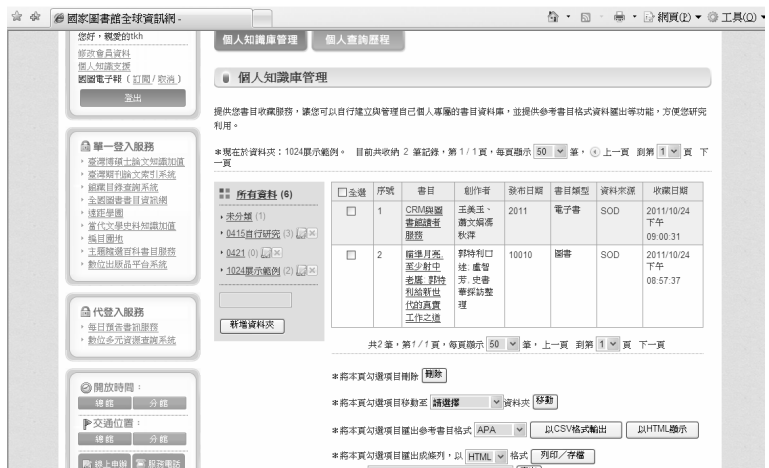 國家圖書館全球資訊網 -
網頁(P)
工具(O)
您好，親愛的tkh
修改會員資料
個人知識支援
國圖電子報 ( 訂閱 / 取消 )
登出
個人知識庫管理
個人查詢歷程
個人知識庫管理
提供您書目收藏服務，讓您可以自行建立與管理自己個人專屬的書目資料庫，並提供參考書目格式資料匯出等功能，方便您研究
利用。
*現在於資料夾：1024展示範例。 目前共收納 2 筆記錄，第 1 / 1 頁，每頁顯示 50 筆， 上一頁 到第 1 頁 下
一頁
單一登入服務
臺灣博碩士論文知識加值
臺灣期刊論文索引系統
館藏目錄查詢系統
全國圖書書目資訊網
遠距學園
當代文學史料知識加值
編目園地
主題隨選百科書目服務
數位出版品平台系統
代登入服務
每日預告書訊服務
數位多元資源查詢系統
開放時間：
總館
分館
交通位置：
總館
分館
線上申辦
服務電話
所有資料 (6)
未分類 (1)
0415自行研究 (3)
0421 (0)
1024展示範例 (2)
新增資料夾
全選 序號 書目 創作者 發布日期 書目類型 資料來源 收藏日期
1 CRM與圖書館讀者服務 王美玉、蕭文娟馮秋萍 2011 電子書 SOD 2011/10/24 下午 09:00:31
2 瞄準月亮,至少射中老鷹: 郭特利給新世代的真實工作之道 郭特利口述. 盧智芳. 史書華採訪整理 10010 圖書 SOD 2011/10/24 下午 08:57:37
共2 筆，第1 / 1 頁，每頁顯示 50 筆，上一頁 到第 1 頁 下一頁
*將本頁勾選項目刪除 刪除
*將本頁勾選項目移動至 請選擇 資料夾 移動
*將本頁勾選項目匯出參考書目格式 APA 以CSV格式輸出 以HTML顯示
*將本頁勾選項目匯出成條列，以 HTML 格式 列印／存檔